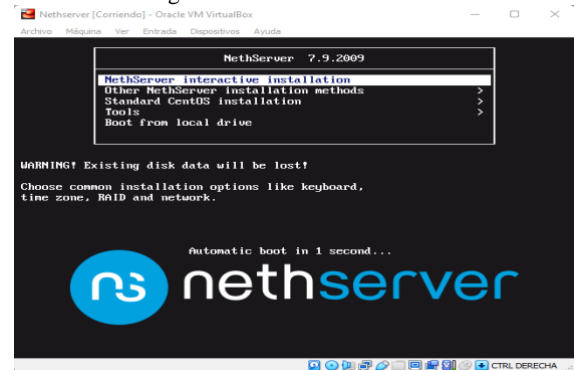 Nethserver [Corriendo] - Oracle VM VirtualBox
Archivo Máquina Ver Entrada Dispositivos Ayuda
NethServer 7.9.2009
NethServer interactive installation
Other NethServer installation methods >
Standard CentOS installation >
Tools >
Boot from local drive
WARNING! Existing disk data will be lost!
Choose common installation options like keyboard,
time zone, RAID and network.
Automatic boot in 1 second...
ns nethserver
CTRL DERECHA